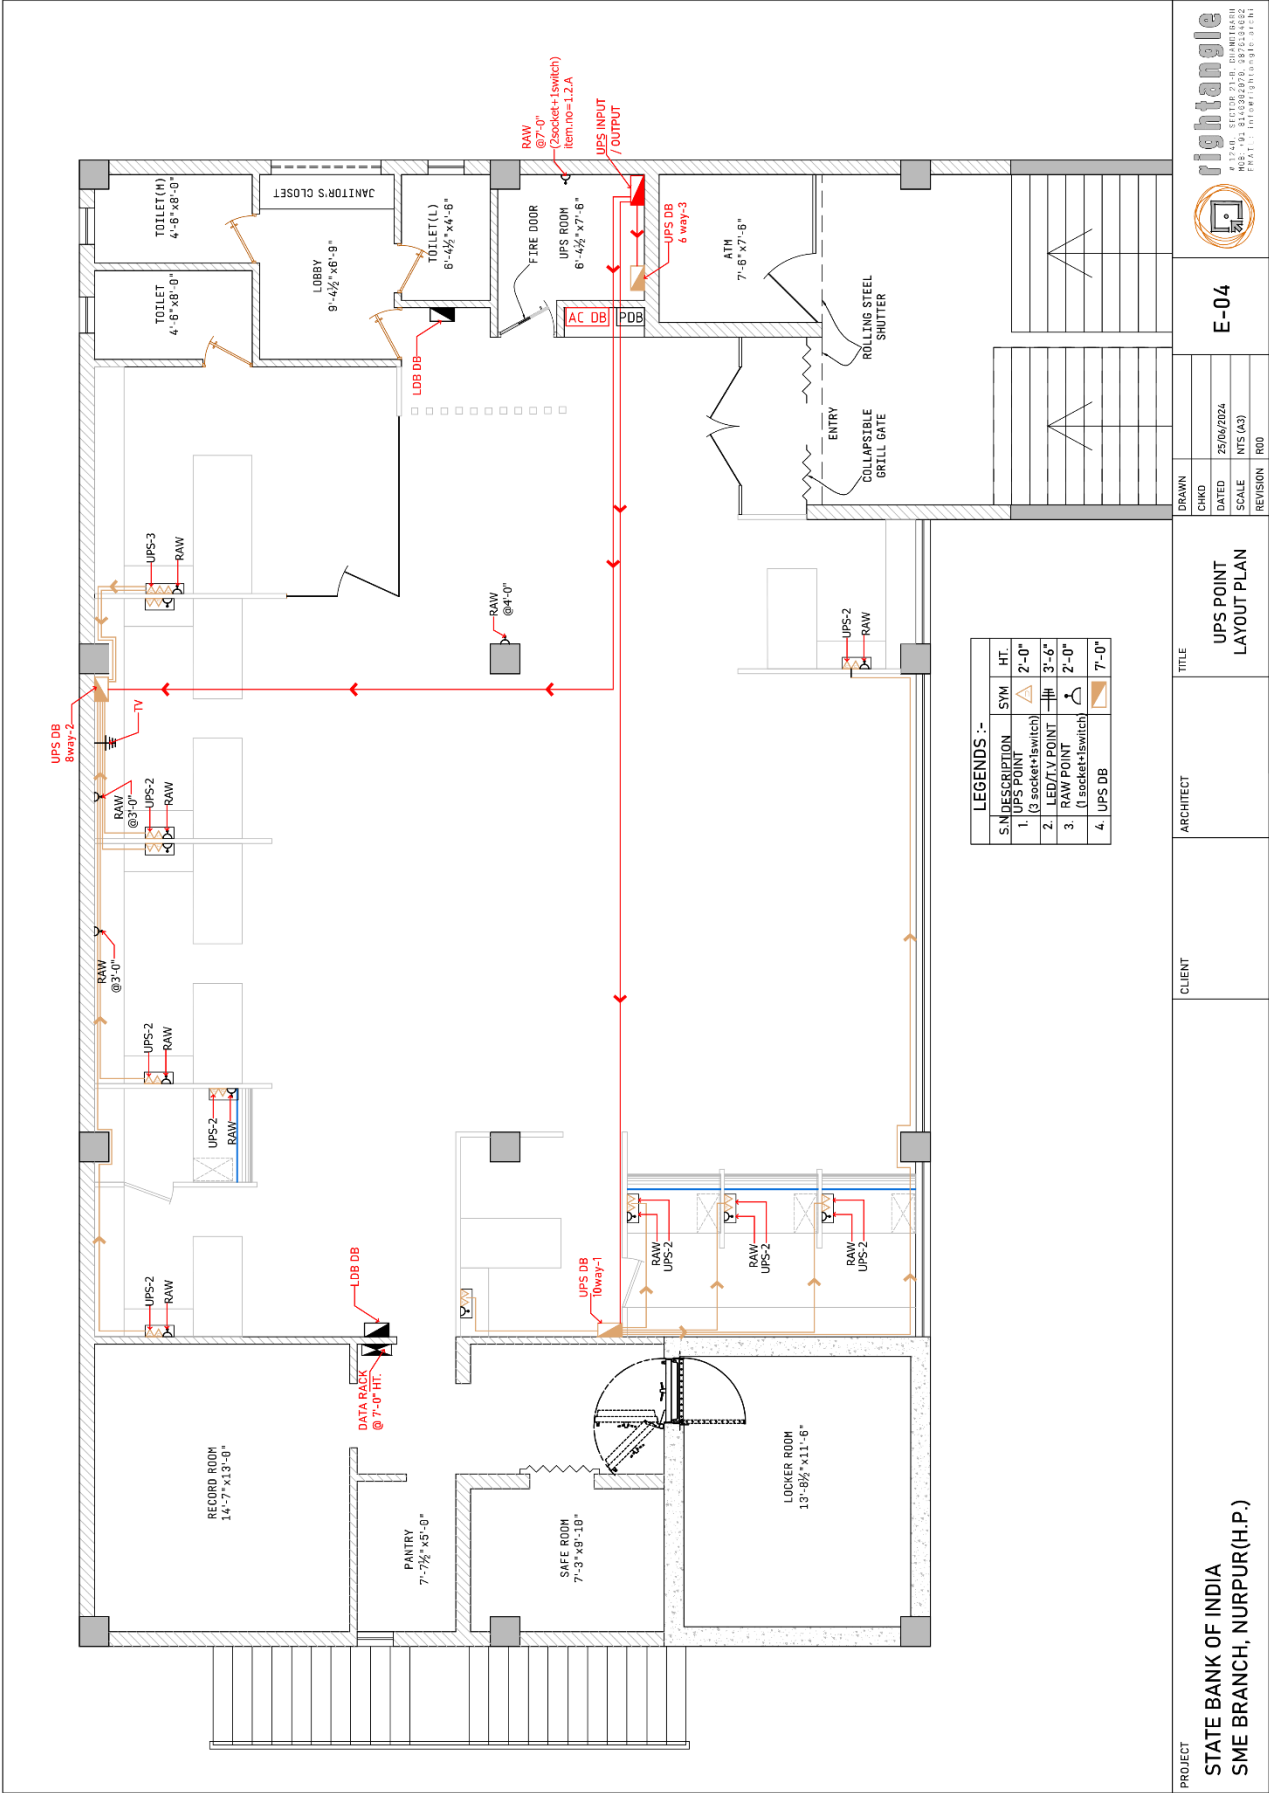 TOILET(M)
4'-6"x8'-0"
TOILET
4'-6"x8'-0"
JANITOR'S CLOSET
LOBBY
9'-4½"x6'-9"
TOILET(L)
6'-4½"x4'-6"
LDB DB
FIRE DOOR
UPS ROOM
6'-4½"x7'-6"
RAW
@7'-0"
(2socket+1switch)
item.no=1.2.A
UPS INPUT
/ OUTPUT
UPS DB
6 way-3
AC DB
PDB
ATM
7'-6"x7'-6"
ROLLING STEEL
SHUTTER
ENTRY
COLLAPSIBLE
GRILL GATE
UPS-3
RAW
RAW
@4'-0"
UPS-2
RAW
UPS DB
8way-2
TV
RAW
@3'-0"
UPS-2
RAW
RAW
@3'-0"
UPS-2
RAW
UPS-2
RAW
UPS-2
RAW
LDB DB
DATA RACK
@ 7'-0" HT.
UPS DB
10way-1
RAW
UPS-2
RAW
UPS-2
RAW
UPS-2
RECORD ROOM
14'-7"x13'-0"
PANTRY
7'-7½"x5'-0"
SAFE ROOM
7'-3"x9'-10"
LOCKER ROOM
13'-8½"x11'-6"
LEGENDS :-
S.N DESCRIPTION SYM HT.
1. UPS POINT 2'-0"
(3 socket+1switch)
2. LED/T.V POINT 3'-6"
3. RAW POINT 2'-0"
(1 socket+1switch)
4. UPS DB 7'-0"
PROJECT
STATE BANK OF INDIA
SME BRANCH, NURPUR(H.P.)
CLIENT
ARCHITECT
TITLE
UPS POINT
LAYOUT PLAN
DRAWN
CHKD
DATED 25/06/2024
SCALE NTS (A3)
REVISION R00
E-04
rightangle